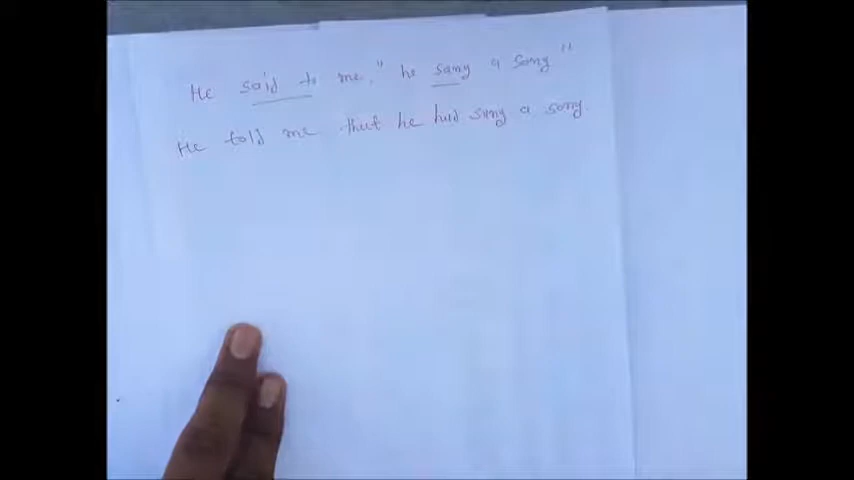 He said to me, "he sang a song"
He told me that he had sung a song.